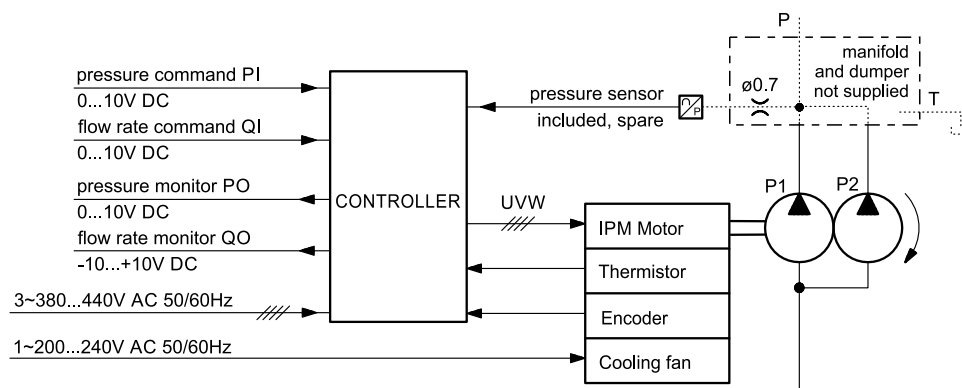 P
manifold
and dumper
not supplied
ø0.7
T
pressure command PI
0...10V DC
pressure sensor
included, spare
P
flow rate command QI
0...10V DC
CONTROLLER
pressure monitor PO
0...10V DC
P1
P2
UVW
flow rate monitor QO
-10...+10V DC
IPM Motor
Thermistor
3~380...440V AC 50/60Hz
Encoder
1~200...240V AC 50/60Hz
Cooling fan